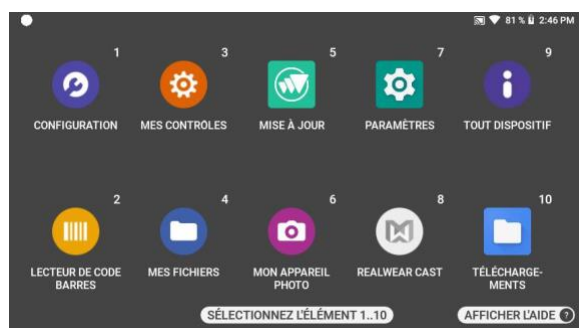 81 % 2:46 PM
1 3 5 7 9
CONFIGURATION MES CONTRÔLES MISE À JOUR PARAMÈTRES TOUT DISPOSITIF
2 4 6 8 10
LECTEUR DE CODE MES FICHIERS MON APPAREIL REALWEAR CAST TÉLÉCHARGE-
BARRES PHOTO MENTS
SÉLECTIONNEZ L'ÉLÉMENT 1..10 AFFICHER L'AIDE ?